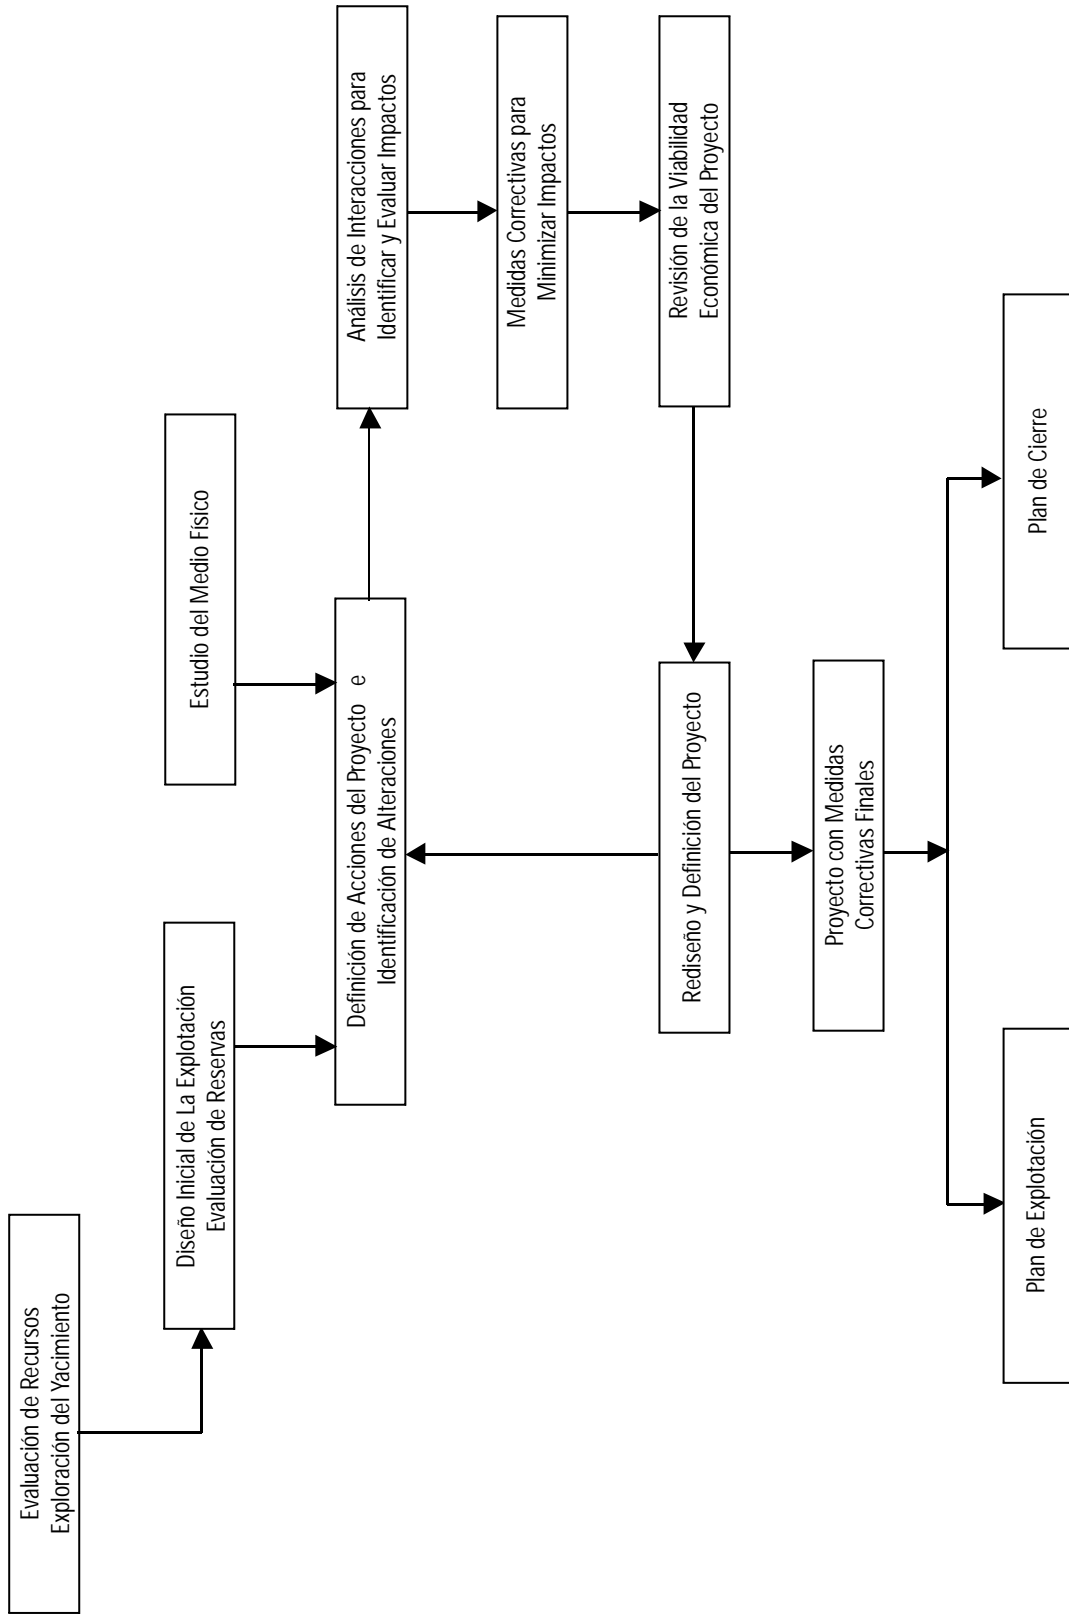 Evaluación de Recursos
Exploración del Yacimiento
Diseño Inicial de La Explotación
Evaluación de Reservas
Estudio del Medio Físico
Definición de Acciones del Proyecto e
Identificación de Alteraciones
Análisis de Interacciones para
Identificar y Evaluar Impactos
Medidas Correctivas para
Minimizar Impactos
Revisión de la Viabilidad
Económica del Proyecto
Rediseño y Definición del Proyecto
Proyecto con Medidas
Correctivas Finales
Plan de Explotación
Plan de Cierre